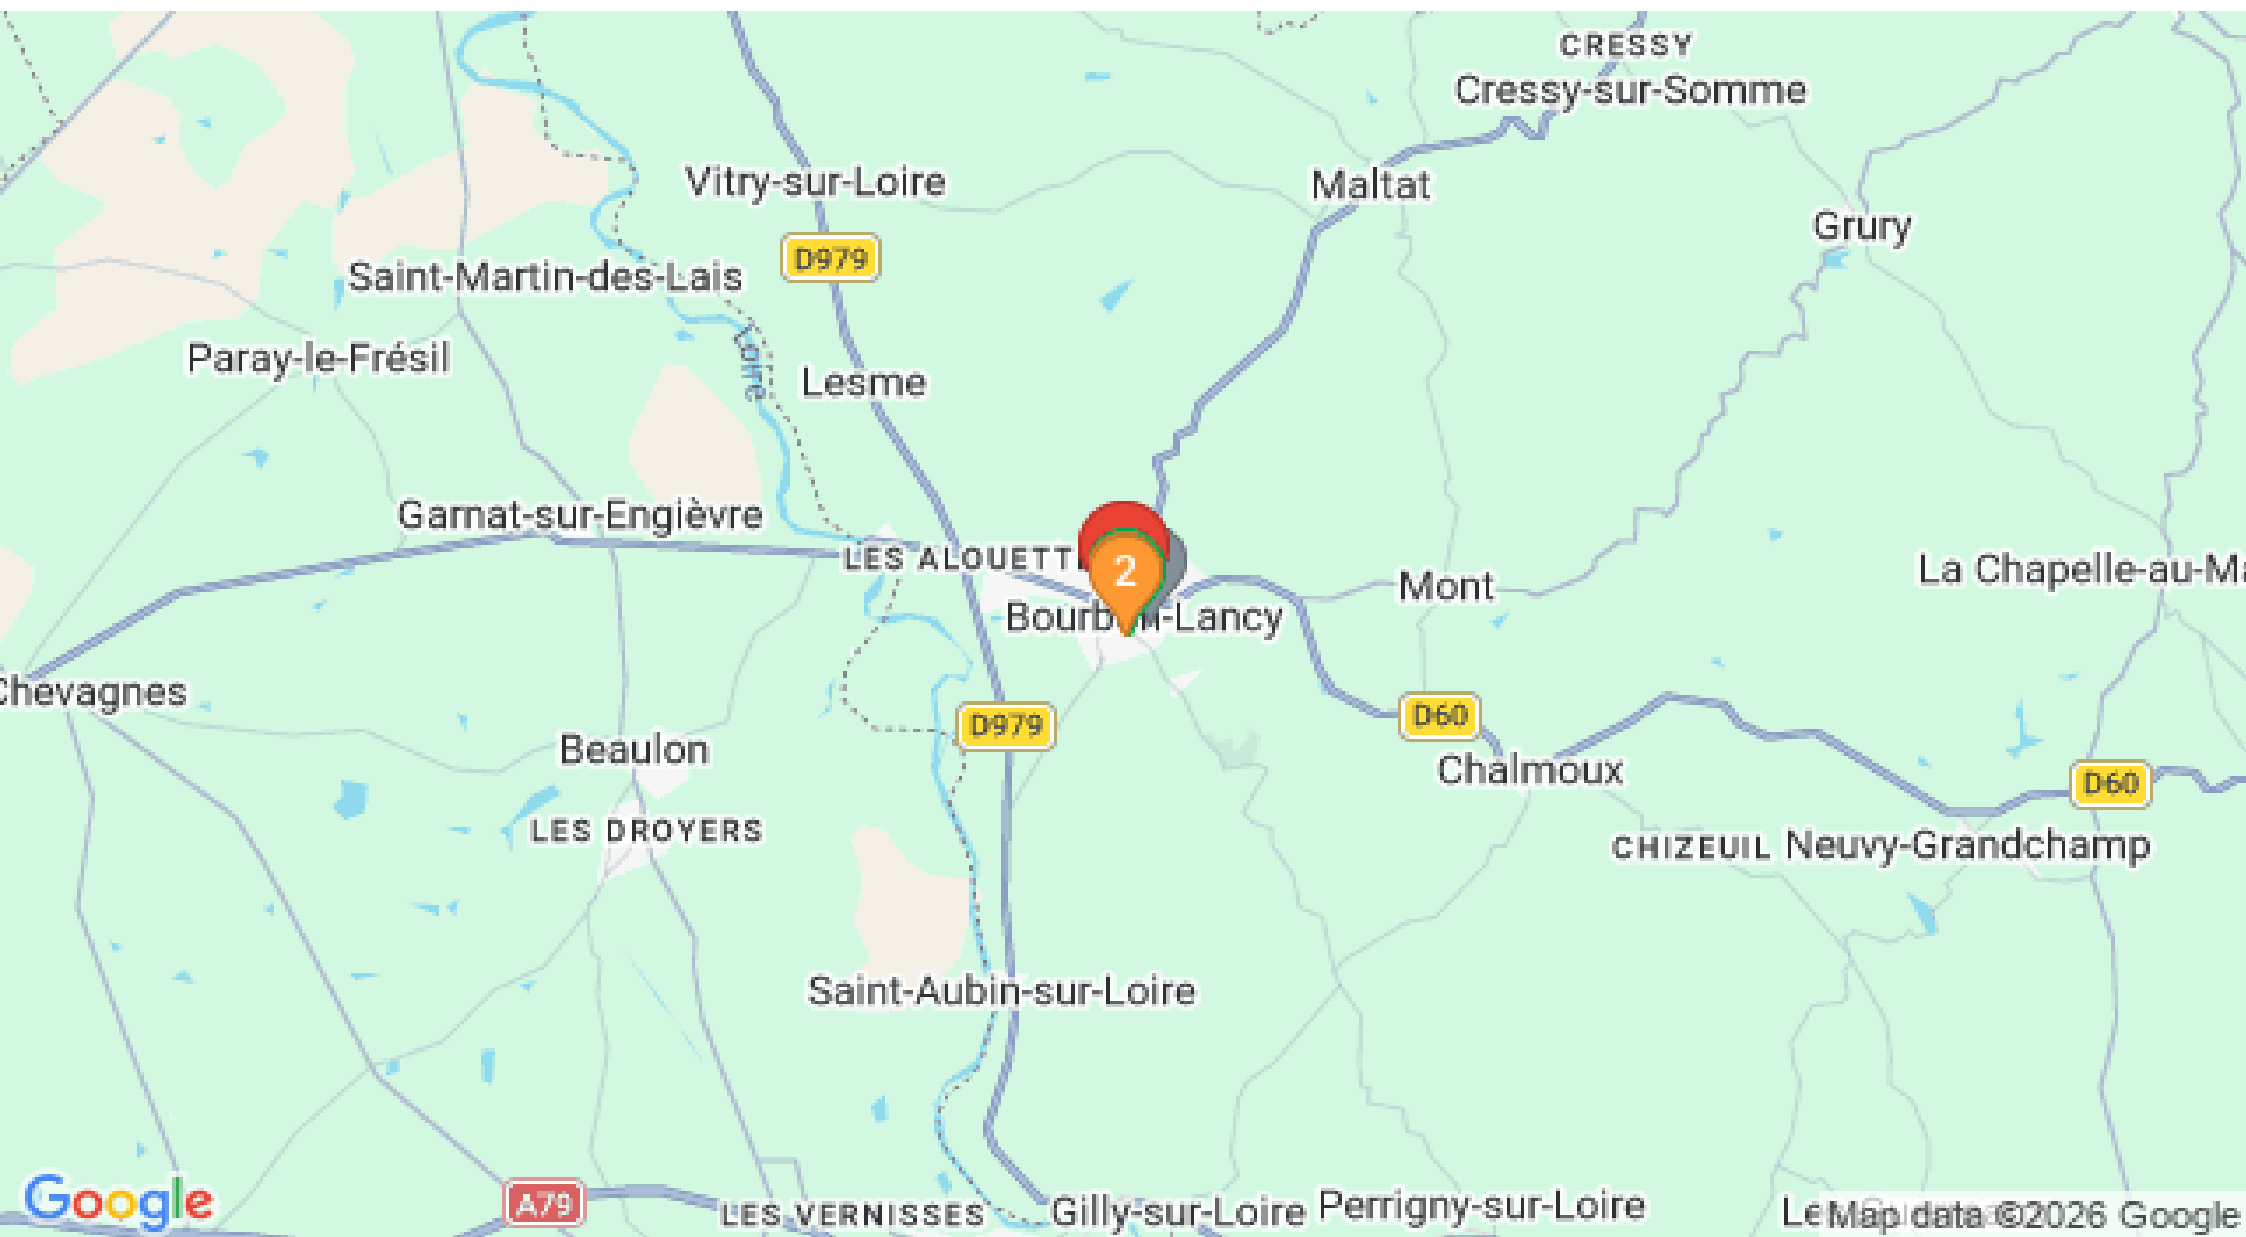 CRESSY
Cressy-sur-Somme
Vitry-sur-Loire
Maltat
Grury
D979
Saint-Martin-des-Lais
Loire
Paray-le-Frésil
Lesme
Garnat-sur-Engièvre
LES ALOUETT
2
La Chapelle-au-Ma
Mont
Bourb n-Lancy
Chevagnes
D979
D60
Beaulon
Chalmoux
D60
LES DROYERS
CHIZEUIL
Neuvy-Grandchamp
Saint-Aubin-sur-Loire
Google
A79
LES VERNISSES
Gilly-sur-Loire
Perrigny-sur-Loire
Map data ©2026 Google